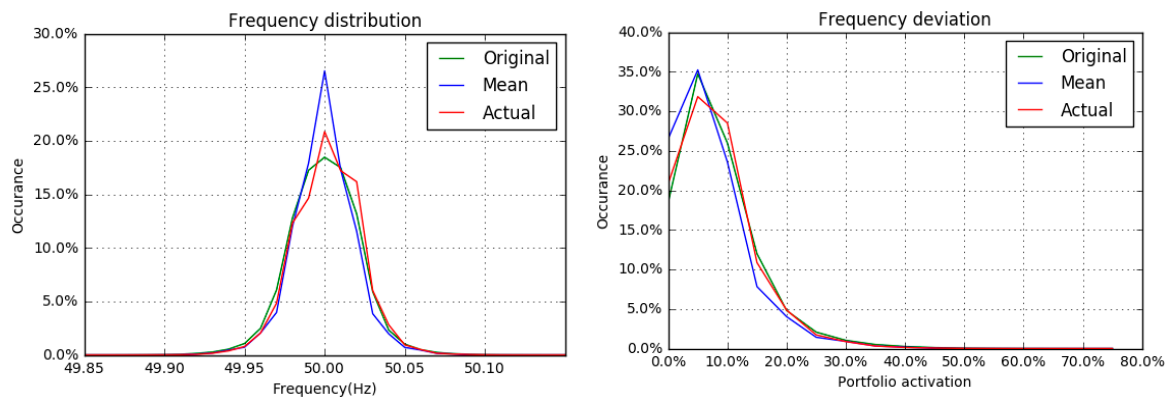 Frequency distribution
30.0%
25.0%
20.0%
15.0%
10.0%
5.0%
0.0%
Occurance
Original
Mean
Actual
49.85 49.90 49.95 50.00 50.05 50.10
Frequency(Hz)
Frequency deviation
40.0%
35.0%
30.0%
25.0%
20.0%
15.0%
10.0%
5.0%
0.0%
Occurance
Original
Mean
Actual
0.0% 10.0% 20.0% 30.0% 40.0% 50.0% 60.0% 70.0% 80.0%
Portfolio activation